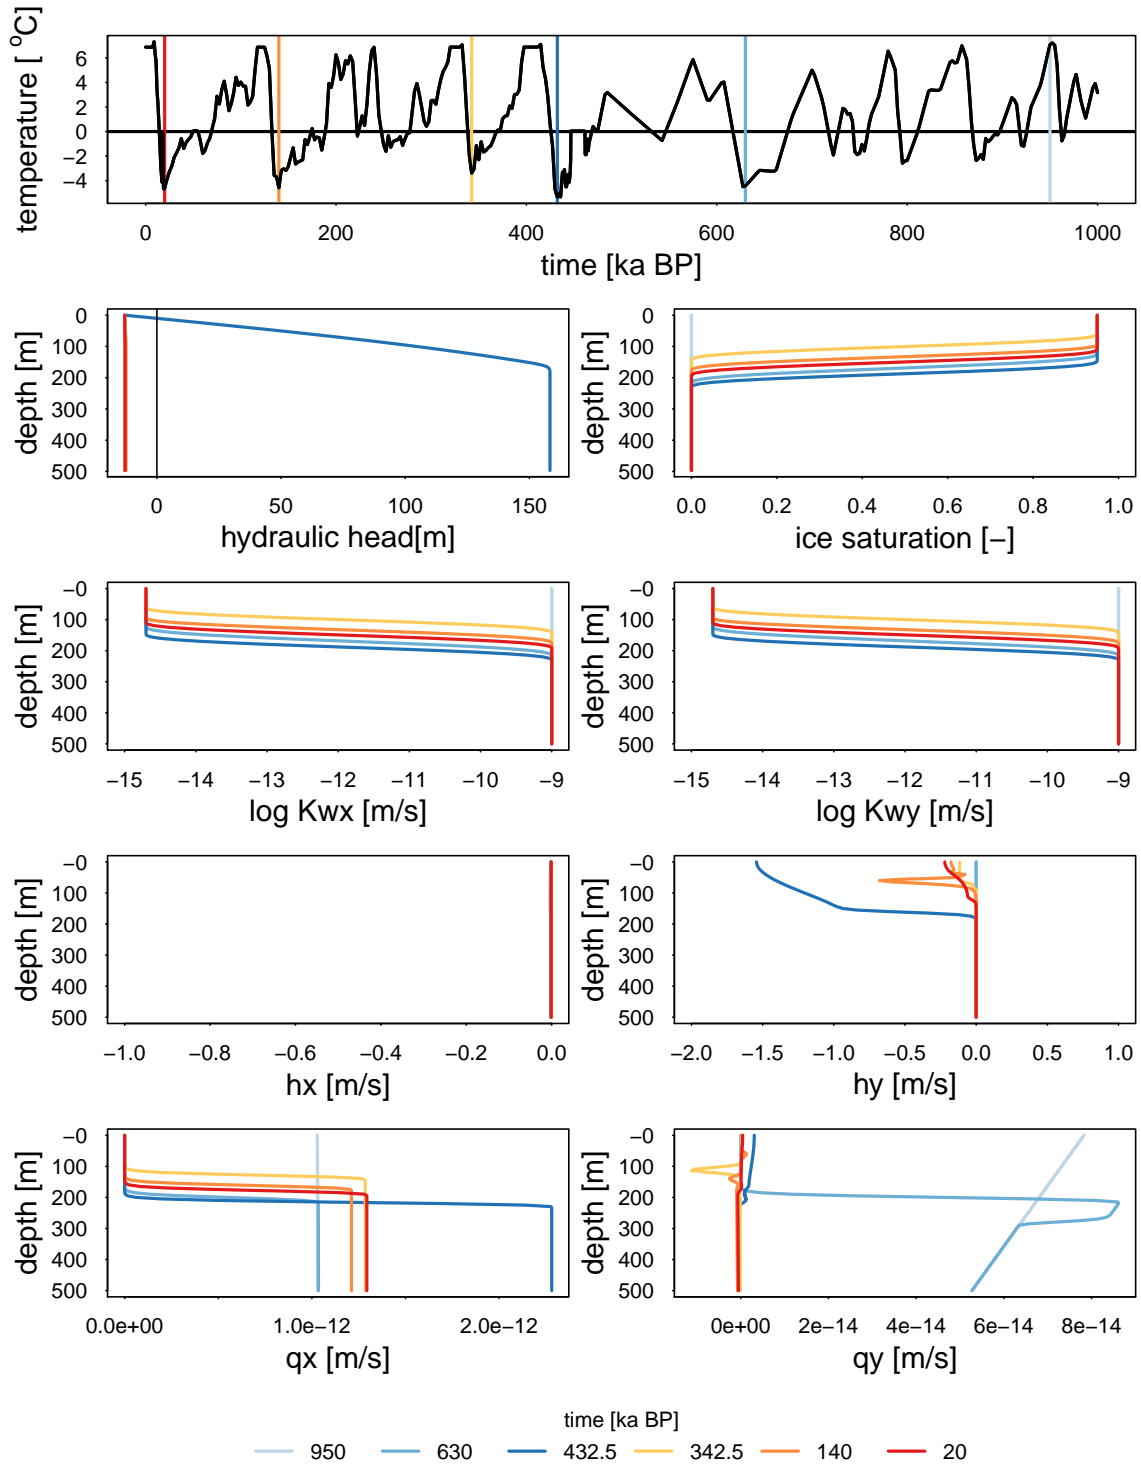 temperature [ °C]
6
4
2
0
−2
−4
0 200 400 600 800 1000
time [ka BP]
depth [m]
0
100
200
300
400
500
0 50 100 150
hydraulic head[m]
depth [m]
0
100
200
300
400
500
0.0 0.2 0.4 0.6 0.8 1.0
ice saturation [−]
depth [m]
−0
100
200
300
400
500
−15 −14 −13 −12 −11 −10 −9
log Kwx [m/s]
depth [m]
−0
100
200
300
400
500
−15 −14 −13 −12 −11 −10 −9
log Kwy [m/s]
depth [m]
−0
100
200
300
400
500
−1.0 −0.8 −0.6 −0.4 −0.2 0.0
hx [m/s]
depth [m]
−0
100
200
300
400
500
−2.0 −1.5 −1.0 −0.5 0.0 0.5 1.0
hy [m/s]
depth [m]
−0
100
200
300
400
500
0.0e+00 1.0e−12 2.0e−12
qx [m/s]
depth [m]
−0
100
200
300
400
500
0e+00 2e−14 4e−14 6e−14 8e−14
qy [m/s]
time [ka BP]
950 630 432.5 342.5 140 20